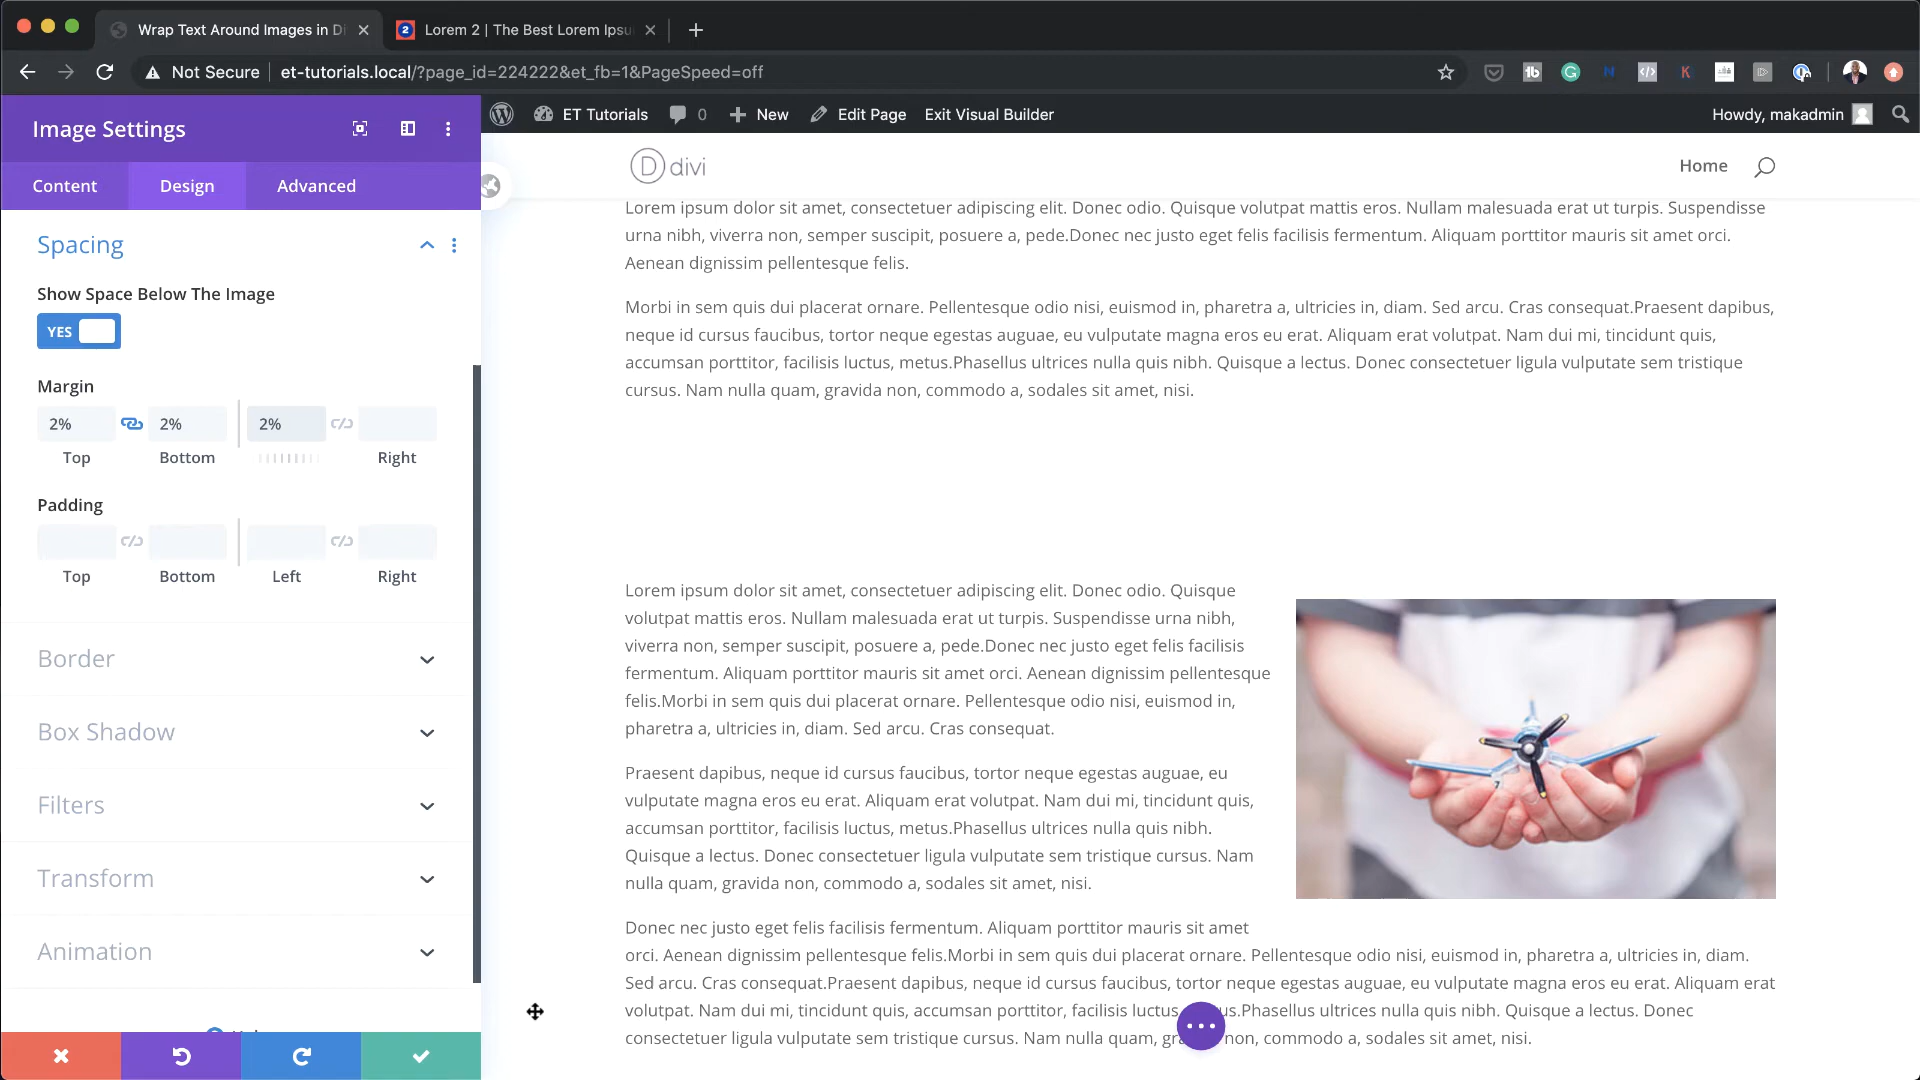 Wrap Text Around Images in Di
Lorem 2 | The Best Lorem Ipsu
Not Secure
et-tutorials.local/?page_id=224222&et_fb=1&PageSpeed=off
ET Tutorials
0
New
Edit Page
Exit Visual Builder
Howdy, makadmin
Image Settings
Content
Design
Advanced
Spacing
Show Space Below The Image
YES
Margin
2%
2%
2%
Top
Bottom
Right
Padding
Top
Bottom
Left
Right
Border
Box Shadow
Filters
Transform
Animation
divi
Home
Lorem ipsum dolor sit amet, consectetuer adipiscing elit. Donec odio. Quisque volutpat mattis eros. Nullam malesuada erat ut turpis. Suspendisse
urna nibh, viverra non, semper suscipit, posuere a, pede.Donec nec justo eget felis facilisis fermentum. Aliquam porttitor mauris sit amet orci.
Aenean dignissim pellentesque felis.
Morbi in sem quis dui placerat ornare. Pellentesque odio nisi, euismod in, pharetra a, ultricies in, diam. Sed arcu. Cras consequat.Praesent dapibus,
neque id cursus faucibus, tortor neque egestas auguae, eu vulputate magna eros eu erat. Aliquam erat volutpat. Nam dui mi, tincidunt quis,
accumsan porttitor, facilisis luctus, metus.Phasellus ultrices nulla quis nibh. Quisque a lectus. Donec consectetuer ligula vulputate sem tristique
cursus. Nam nulla quam, gravida non, commodo a, sodales sit amet, nisi.
Lorem ipsum dolor sit amet, consectetuer adipiscing elit. Donec odio. Quisque
volutpat mattis eros. Nullam malesuada erat ut turpis. Suspendisse urna nibh,
viverra non, semper suscipit, posuere a, pede.Donec nec justo eget felis facilisis
fermentum. Aliquam porttitor mauris sit amet orci. Aenean dignissim pellentesque
felis.Morbi in sem quis dui placerat ornare. Pellentesque odio nisi, euismod in,
pharetra a, ultricies in, diam. Sed arcu. Cras consequat.
Praesent dapibus, neque id cursus faucibus, tortor neque egestas auguae, eu
vulputate magna eros eu erat. Aliquam erat volutpat. Nam dui mi, tincidunt quis,
accumsan porttitor, facilisis luctus, metus.Phasellus ultrices nulla quis nibh.
Quisque a lectus. Donec consectetuer ligula vulputate sem tristique cursus. Nam
nulla quam, gravida non, commodo a, sodales sit amet, nisi.
Donec nec justo eget felis facilisis fermentum. Aliquam porttitor mauris sit amet
orci. Aenean dignissim pellentesque felis.Morbi in sem quis dui placerat ornare. Pellentesque odio nisi, euismod in, pharetra a, ultricies in, diam.
Sed arcu. Cras consequat.Praesent dapibus, neque id cursus faucibus, tortor neque egestas auguae, eu vulputate magna eros eu erat. Aliquam erat
volutpat. Nam dui mi, tincidunt quis, accumsan porttitor, facilisis luctus, us.Phasellus ultrices nulla quis nibh. Quisque a lectus. Donec
consectetuer ligula vulputate sem tristique cursus. Nam nulla quam, gra non, commodo a, sodales sit amet, nisi.